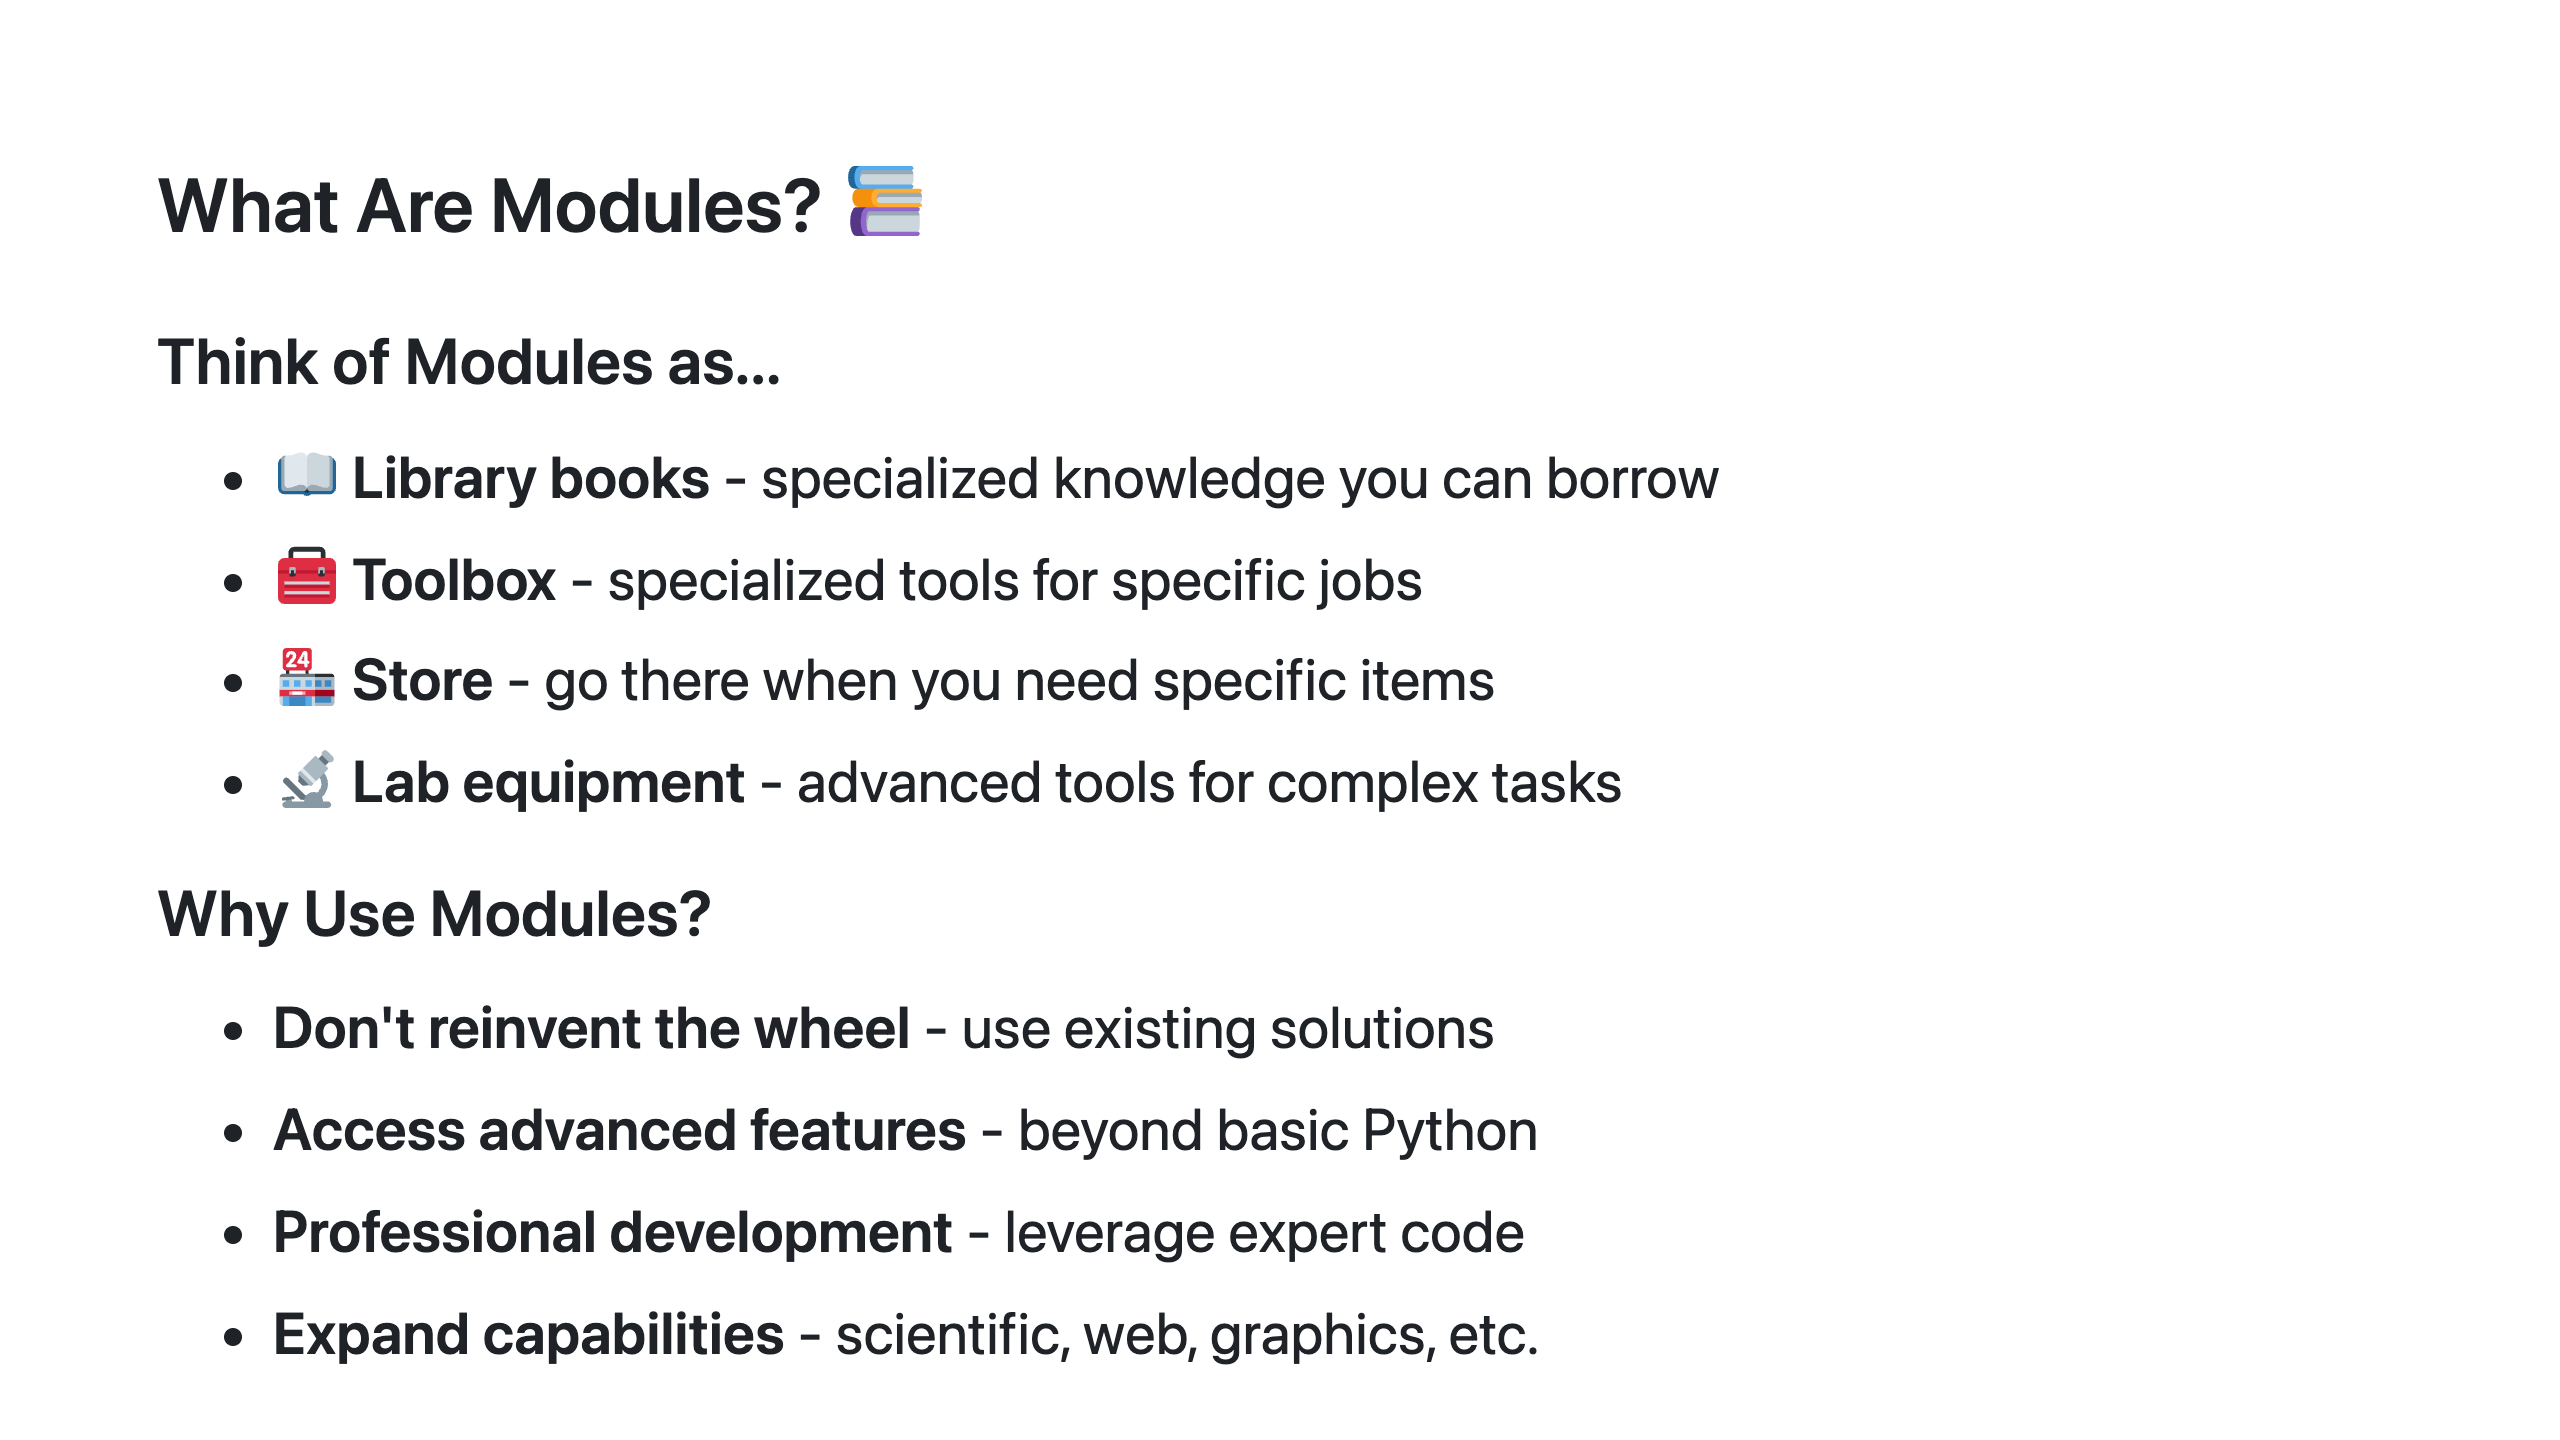 What Are Modules? 📚
Think of Modules as...
• 📖 Library books - specialized knowledge you can borrow
• 🧰 Toolbox - specialized tools for specific jobs
• 🏪 Store - go there when you need specific items
• 🔬 Lab equipment - advanced tools for complex tasks
Why Use Modules?
• Don't reinvent the wheel - use existing solutions
• Access advanced features - beyond basic Python
• Professional development - leverage expert code
• Expand capabilities - scientific, web, graphics, etc.